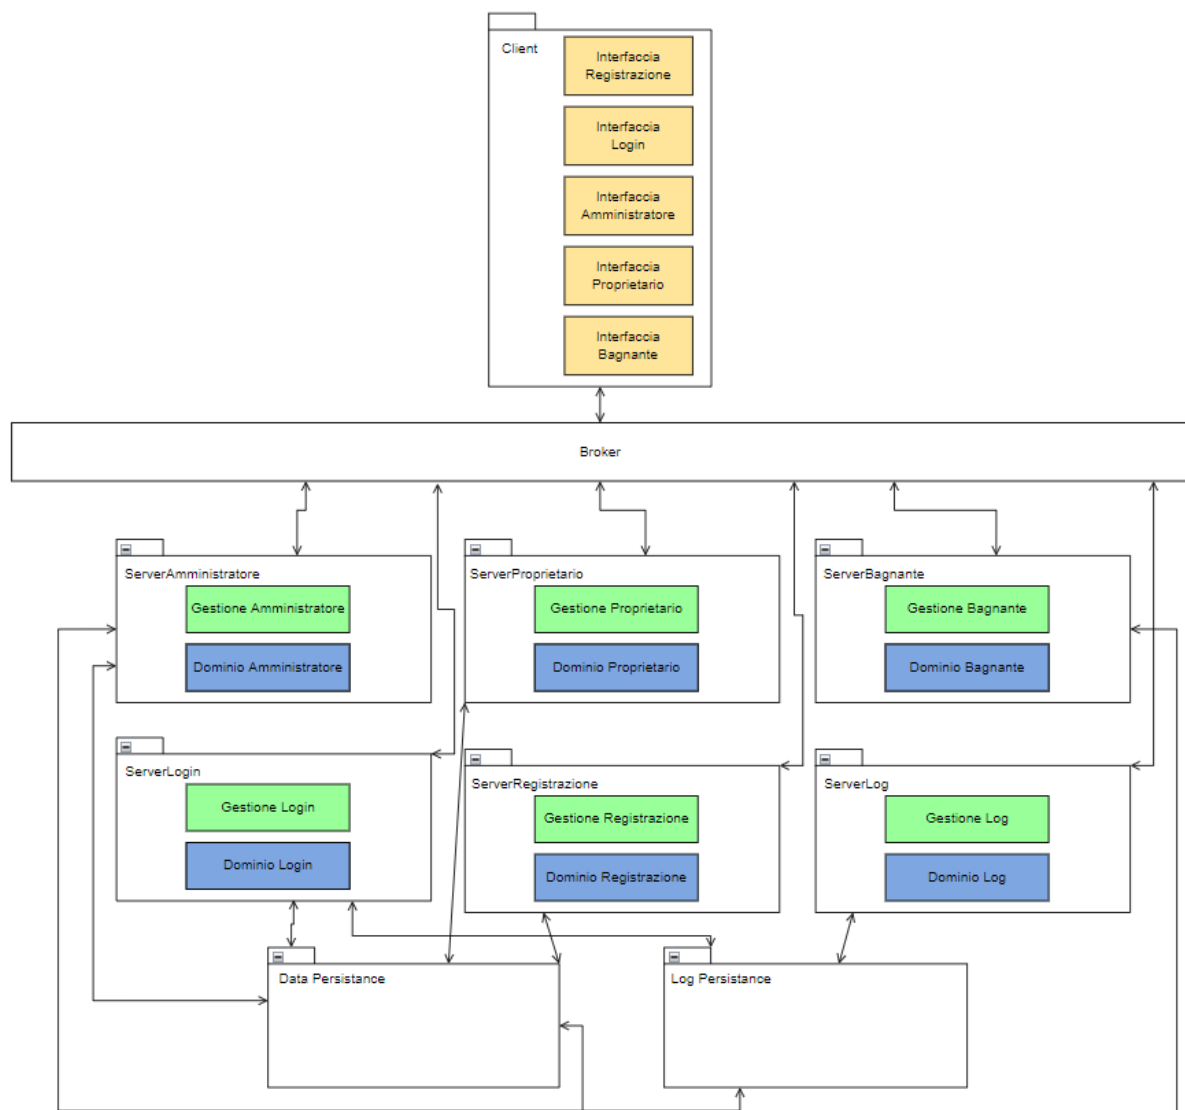 Client
Interfaccia
Registrazione
Interfaccia
Login
Interfaccia
Amministratore
Interfaccia
Proprietario
Interfaccia
Bagnante
Broker
ServerAmministratore
Gestione Amministratore
Dominio Amministratore
ServerProprietario
Gestione Proprietario
Dominio Proprietario
ServerBagnante
Gestione Bagnante
Dominio Bagnante
ServerLogin
Gestione Login
Dominio Login
ServerRegistrazione
Gestione Registrazione
Dominio Registrazione
ServerLog
Gestione Log
Dominio Log
Data Persistance
Log Persistance